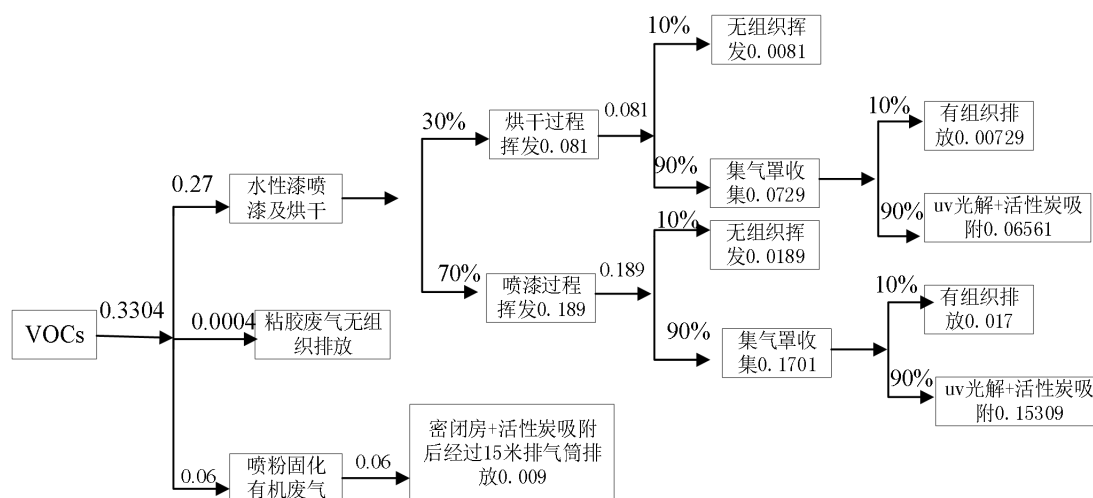 VOCs
0.3304
0.27
水性漆喷
漆及烘干
30%
烘干过程
挥发0.081
0.081
10%
无组织挥
发0.0081
90%
集气罩收
集0.0729
10%
有组织排
放0.00729
90%
uv光解+活性炭吸
附0.06561
70%
喷漆过程
挥发0.189
0.189
10%
无组织挥
发0.0189
90%
集气罩收
集0.1701
10%
有组织排
放0.017
90%
uv光解+活性炭吸
附0.15309
0.0004
粘胶废气无组
织排放
0.06
喷粉固化
有机废气
0.06
密闭房+活性炭吸附
后经过15米排气筒排
放0.009